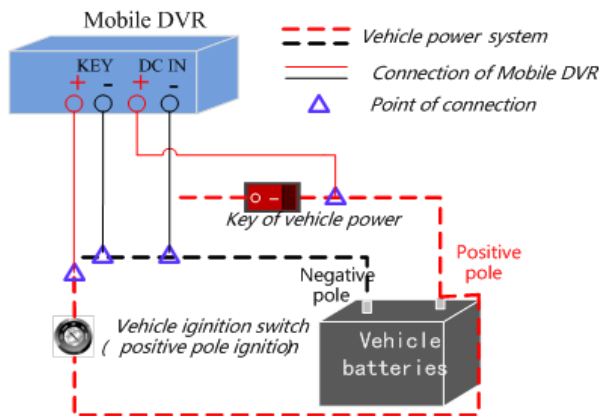 Mobile DVR
KEY DC IN
+ - + -
Vehicle power system
Connection of Mobile DVR
Point of connection
Key of vehicle power
Positive
pole
Negative
pole
Vehicle iginition switch
( positive pole ignition)
Vehicle
batteries